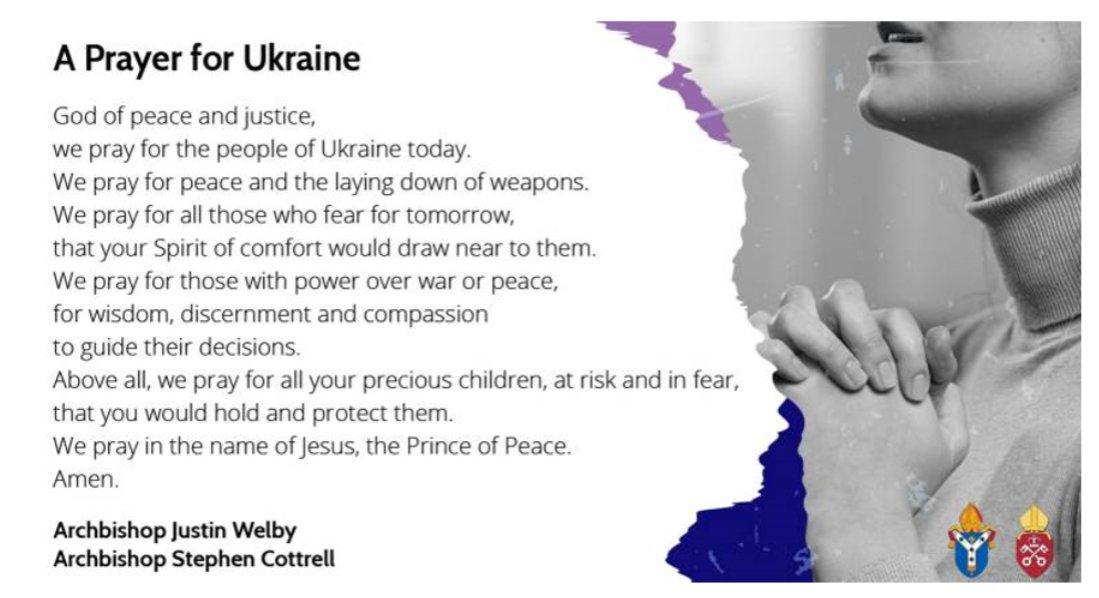 A Prayer for Ukraine
God of peace and justice,
we pray for the people of Ukraine today.
We pray for peace and the laying down of weapons.
We pray for all those who fear for tomorrow,
that your Spirit of comfort would draw near to them.
We pray for those with power over war or peace,
for wisdom, discernment and compassion
to guide their decisions.
Above all, we pray for all your precious children, at risk and in fear,
that you would hold and protect them.
We pray in the name of Jesus, the Prince of Peace.
Amen.
Archbishop Justin Welby
Archbishop Stephen Cottrell